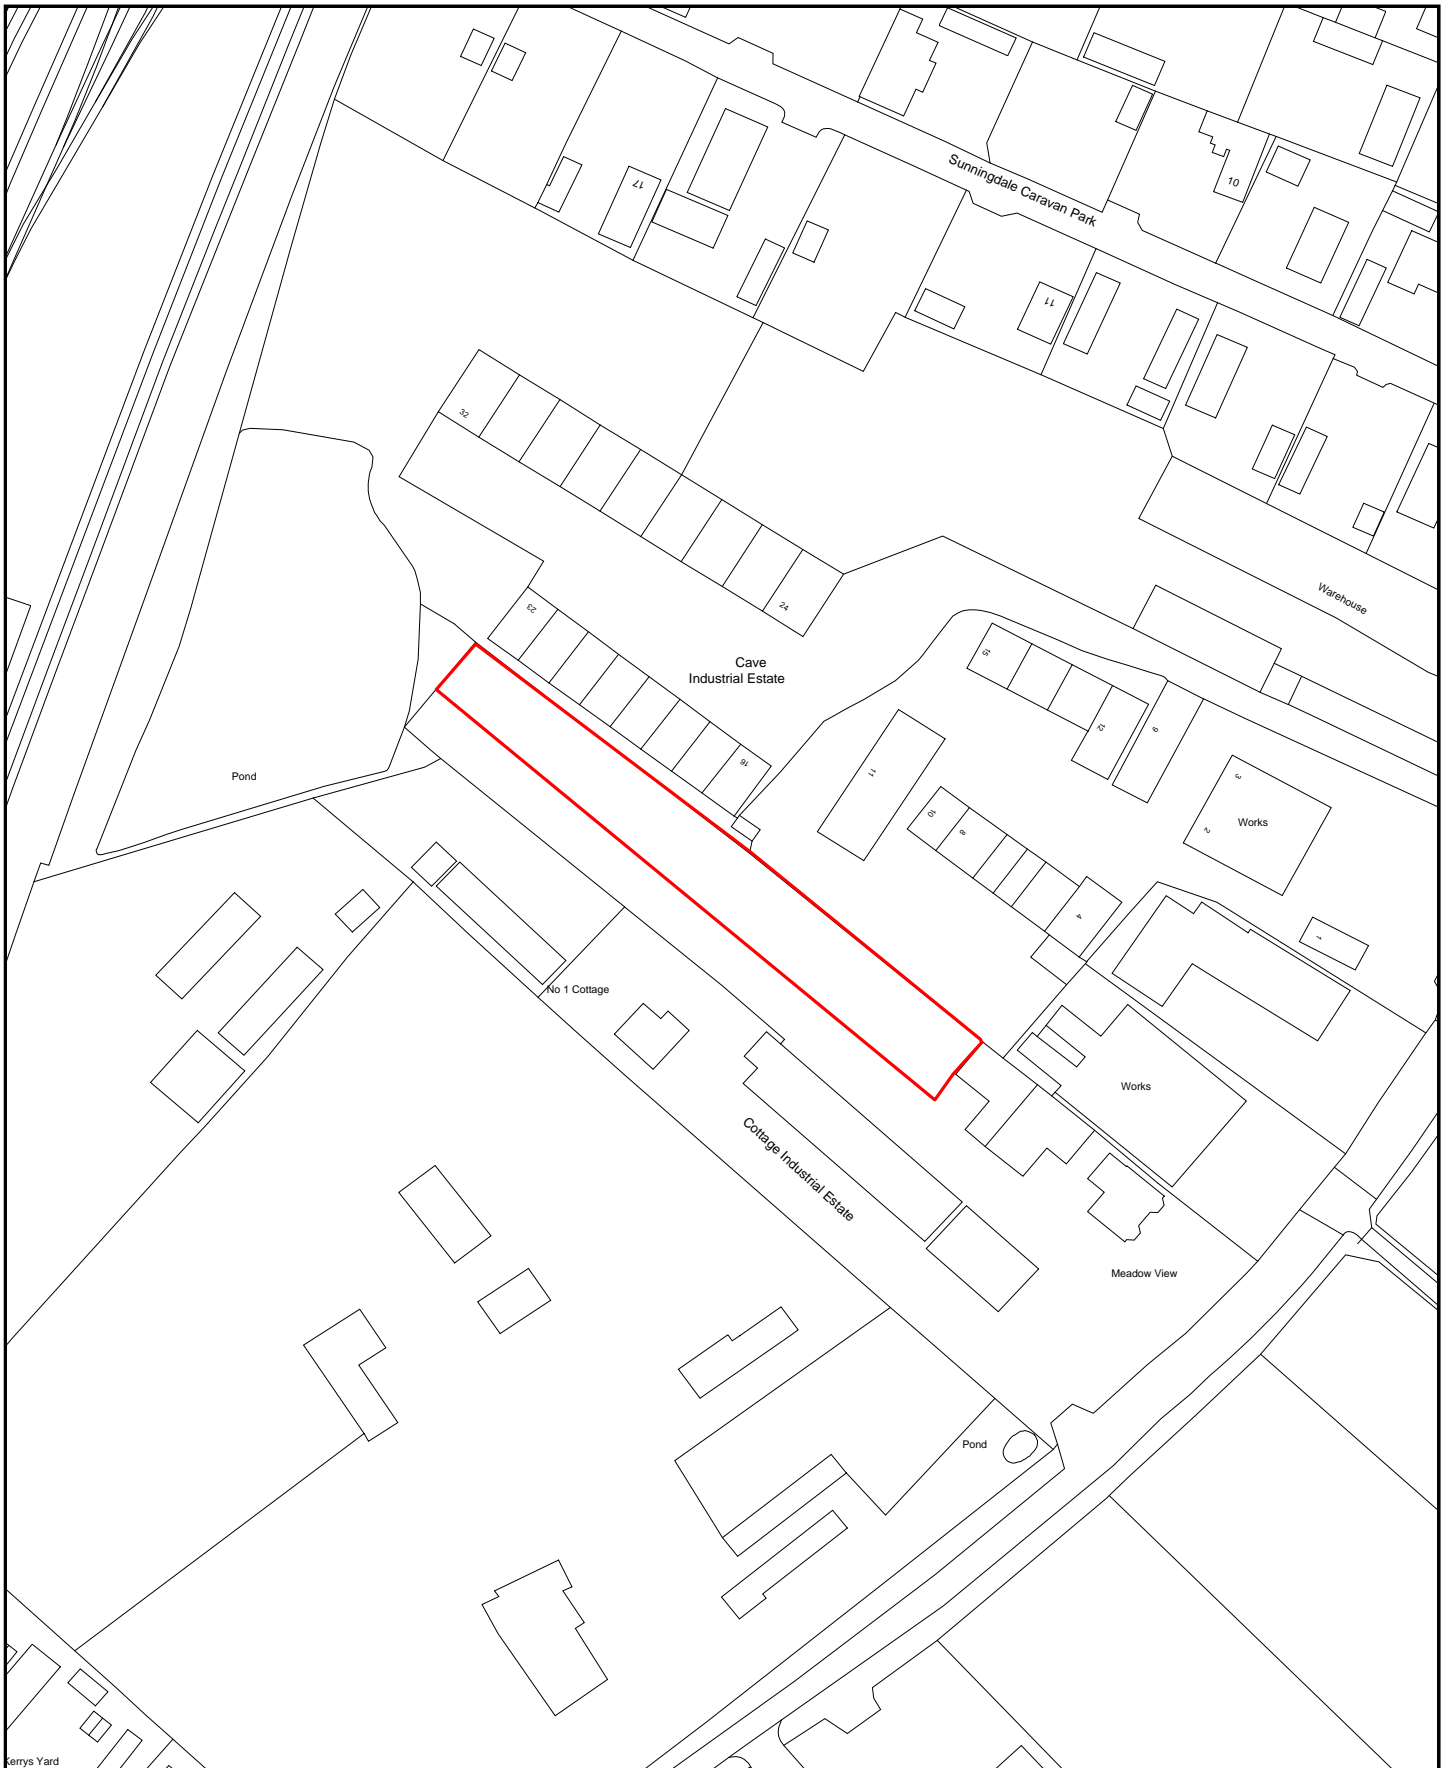 17
Sunningdale Caravan Park
10
11
32
24
Warehouse
23
Cave
Industrial Estate
15
12
9
16
11
3
Pond
10
8
Works
2
4
1
No 1 Cottage
Works
Cottage Industrial Estate
Meadow View
Pond
Kerrys Yard